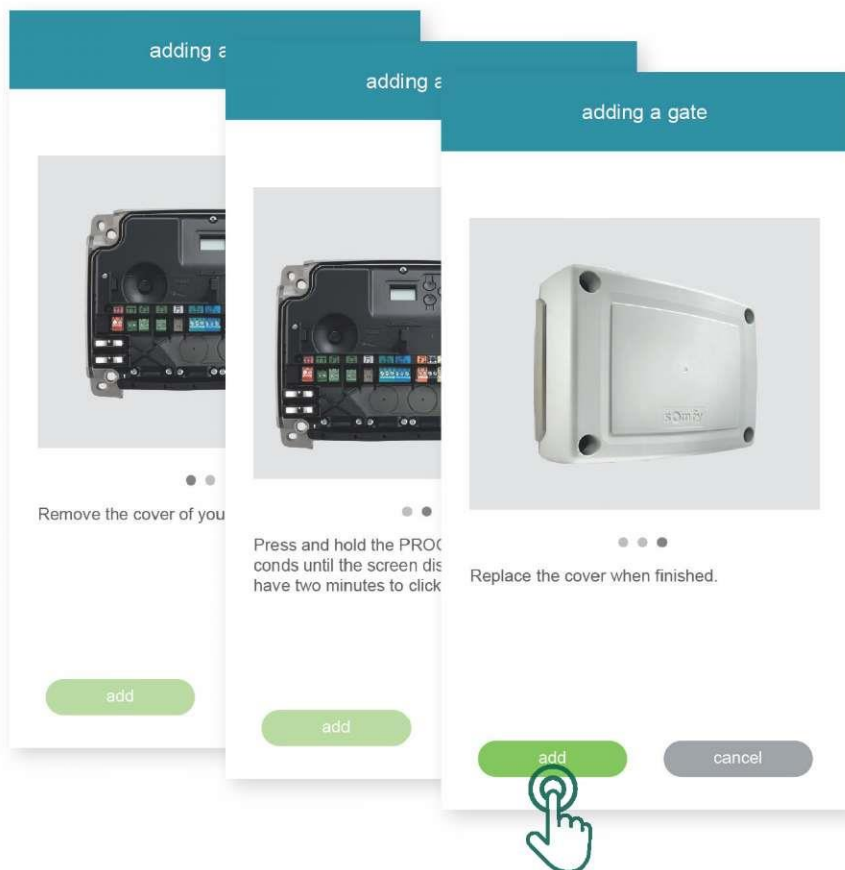 adding a
Remove the cover of you
add
adding a
Press and hold the PROG
conds until the screen dis
have two minutes to click
add
adding a gate
somfy
Replace the cover when finished.
add
cancel